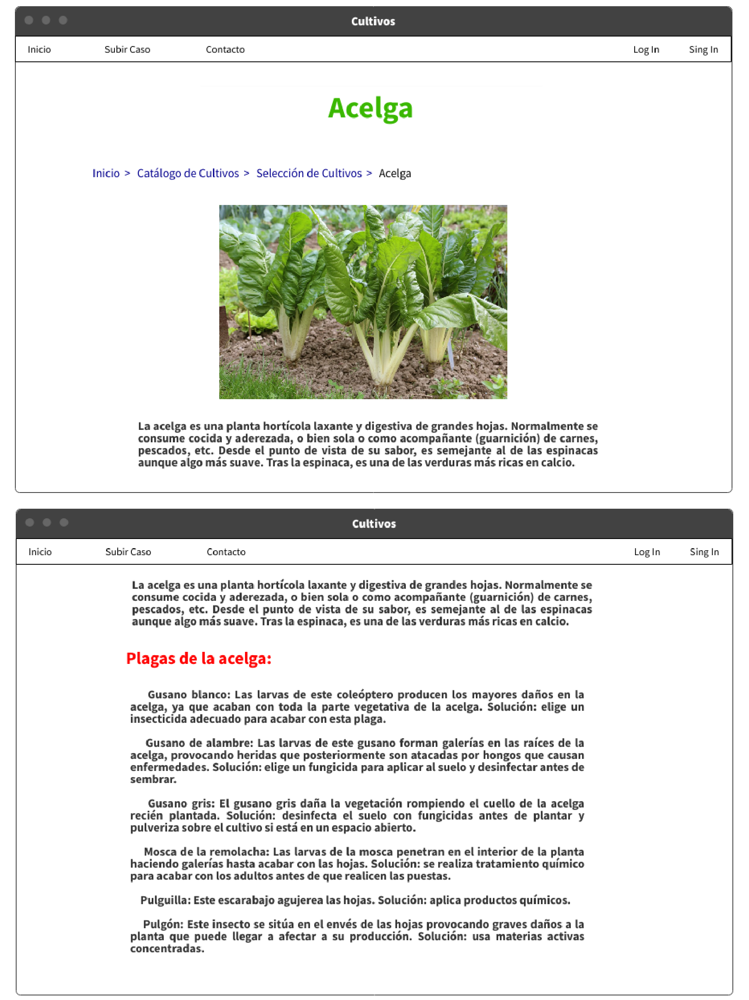 Cultivos
Inicio Subir Caso Contacto Log In Sing In
Acelga
Inicio > Catálogo de Cultivos > Selección de Cultivos > Acelga
La acelga es una planta hortícola laxante y digestiva de grandes hojas. Normalmente se
consume cocida y aderezada, o bien sola o como acompañante (guarnición) de carnes,
pescados, etc. Desde el punto de vista de su sabor, es semejante al de las espinacas
aunque algo más suave. Tras la espinaca, es una de las verduras más ricas en calcio.
Cultivos
Inicio Subir Caso Contacto Log In Sing In
La acelga es una planta hortícola laxante y digestiva de grandes hojas. Normalmente se
consume cocida y aderezada, o bien sola o como acompañante (guarnición) de carnes,
pescados, etc. Desde el punto de vista de su sabor, es semejante al de las espinacas
aunque algo más suave. Tras la espinaca, es una de las verduras más ricas en calcio.
Plagas de la acelga:
Gusano blanco: Las larvas de este coleóptero producen los mayores daños en la
acelga, ya que acaban con toda la parte vegetativa de la acelga. Solución: elige un
insecticida adecuado para acabar con esta plaga.
Gusano de alambre: Las larvas de este gusano forman galerías en las raíces de la
acelga, provocando heridas que posteriormente son atacadas por hongos que causan
enfermedades. Solución: elige un fungicida para aplicar al suelo y desinfectar antes de
sembrar.
Gusano gris: El gusano gris daña la vegetación rompiendo el cuello de la acelga
recién plantada. Solución: desinfecta el suelo con fungicidas antes de plantar y
pulveriza sobre el cultivo si está en un espacio abierto.
Mosca de la remolacha: Las larvas de la mosca penetran en el interior de la planta
haciendo galerías hasta acabar con las hojas. Solución: se realiza tratamiento químico
para acabar con los adultos antes de que realicen las puestas.
Pulguilla: Este escarabajo agujerea las hojas. Solución: aplica productos químicos.
Pulgón: Este insecto se sitúa en el envés de las hojas provocando graves daños a la
planta que puede llegar a afectar a su producción. Solución: usa materias activas
concentradas.